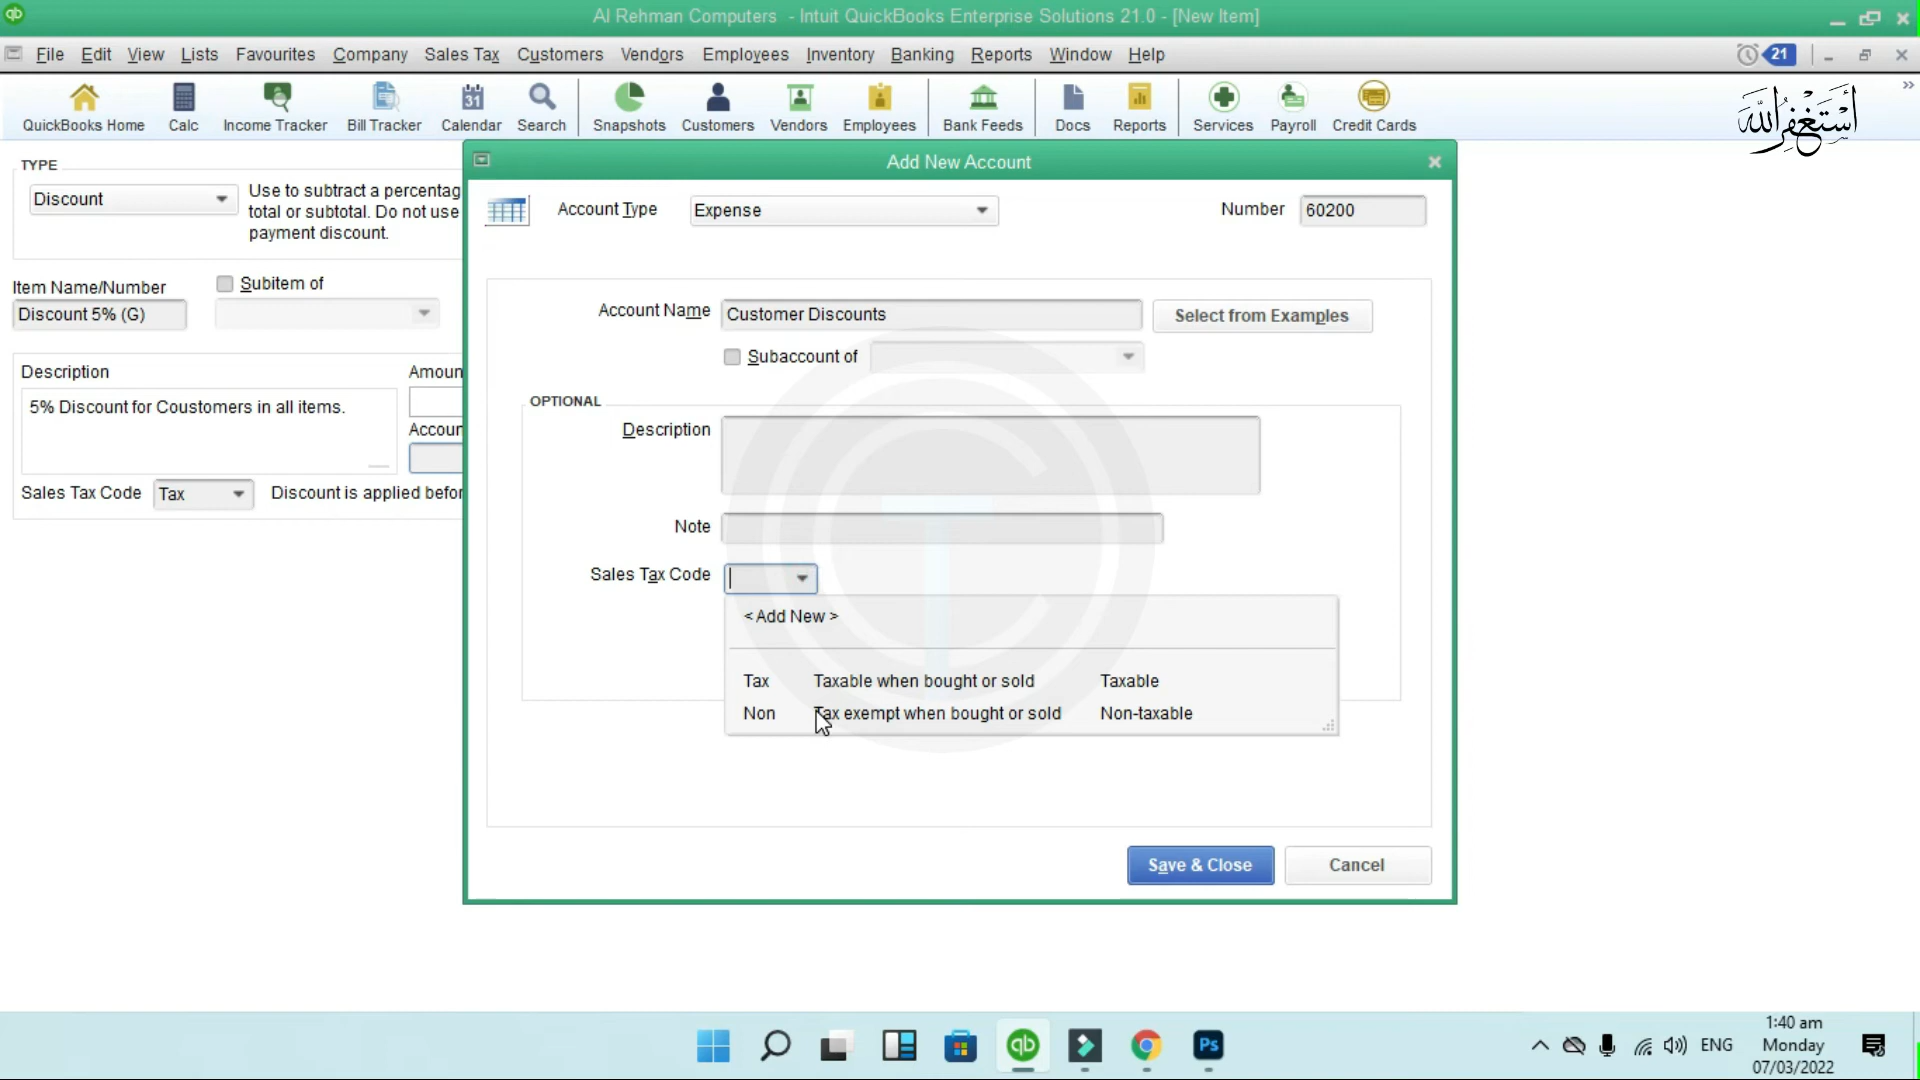 Al Rehman Computers - Intuit QuickBooks Enterprise Solutions 21.0 - [New Item]
File Edit View Lists Favourites Company Sales Tax Customers Vendors Employees Inventory Banking Reports Window Help
21
QuickBooks Home Calc Income Tracker Bill Tracker Calendar Search Snapshots Customers Vendors Employees Bank Feeds Docs Reports Services Payroll Credit Cards
31
أَسْتَغْفِرُاللّٰه
TYPE
Discount
Use to subtract a percentag
total or subtotal. Do not use
payment discount.
Item Name/Number
Subitem of
Discount 5% (G)
Description
Amoun
5% Discount for Coustomers in all items.
Accoun
Sales Tax Code
Tax
Discount is applied befor
Add New Account
Account Type
Expense
Number
60200
Account Name
Customer Discounts
Select from Examples
Subaccount of
OPTIONAL
Description
Note
Sales Tax Code
< Add New >
Tax Taxable when bought or sold Taxable
Non Tax exempt when bought or sold Non-taxable
Save & Close
Cancel
qb
Ps
ENG
1:40 am
Monday
07/03/2022